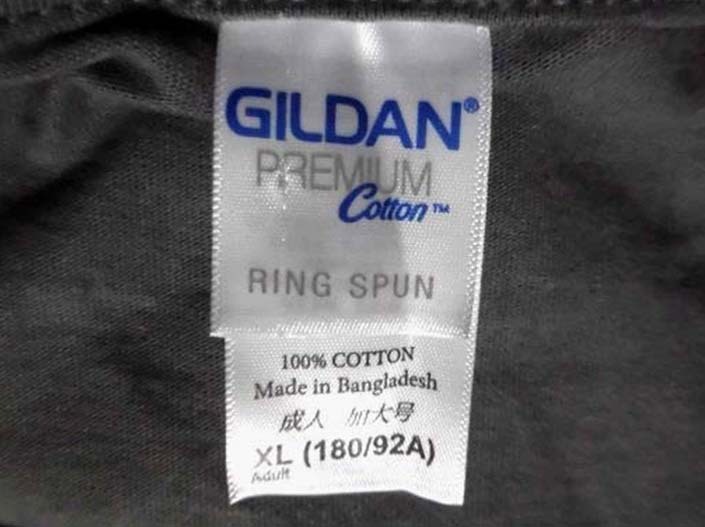 GILDAN®
PREMIUM
Cotton™
RING SPUN
100% COTTON
Made in Bangladesh
成人 加大号
XL (180/92A)
Adult